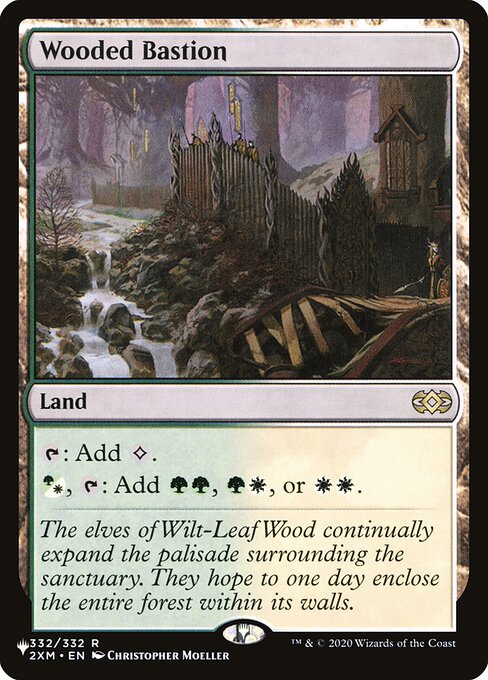 Wooded Bastion
Land
: Add .
, : Add , , or .
The elves of Wilt-Leaf Wood continually
expand the palisade surrounding the
sanctuary. They hope to one day enclose
the entire forest within its walls.
332/332 R
2XM • EN Christopher Moeller
™ & © 2020 Wizards of the Coast